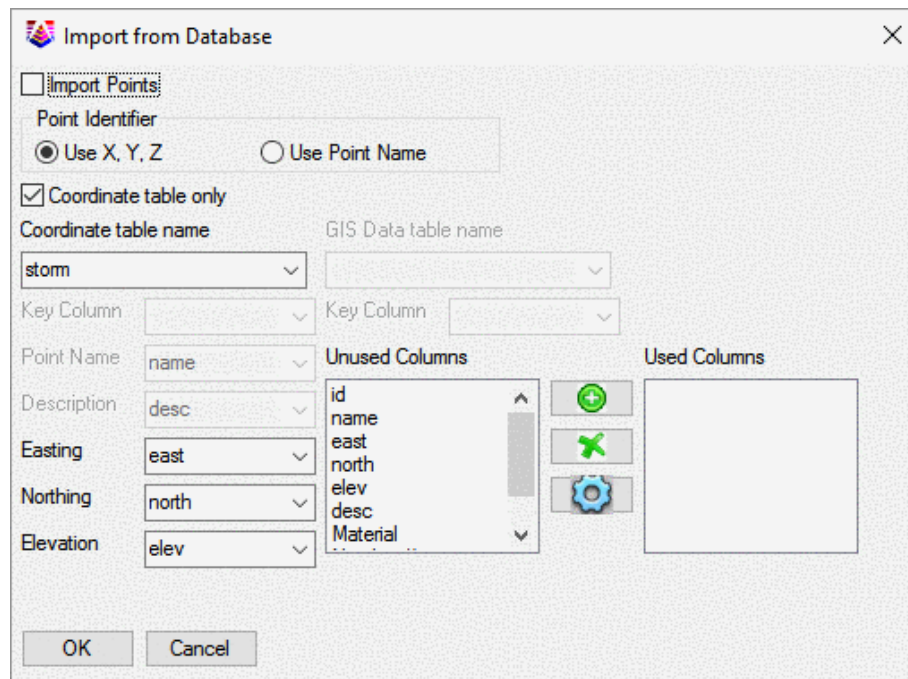 Import from Database
Import Points
Point Identifier
Use X, Y, Z
Use Point Name
Coordinate table only
Coordinate table name
GIS Data table name
storm
Key Column
Key Column
Point Name
name
Unused Columns
Used Columns
Description
desc
Easting
east
Northing
north
Elevation
elev
id
name
east
north
elev
desc
Material
OK
Cancel